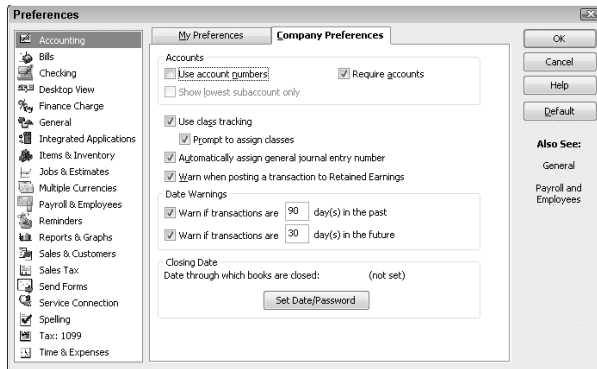 Preferences
Accounting
Bills
Checking
Desktop View
Finance Charge
General
Integrated Applications
Items & Inventory
Jobs & Estimates
Multiple Currencies
Payroll & Employees
Reminders
Reports & Graphs
Sales & Customers
Sales Tax
Send Forms
Service Connection
Spelling
Tax: 1099
Time & Expenses
My Preferences Company Preferences
Accounts
Use account numbers Require accounts
Show lowest subaccount only
Use class tracking
Prompt to assign classes
Automatically assign general journal entry number
Warn when posting a transaction to Retained Earnings
Date Warnings
Warn if transactions are 90 day(s) in the past
Warn if transactions are 30 day(s) in the future
Closing Date
Date through which books are closed: (not set)
Set Date/Password
OK
Cancel
Help
Default
Also See:
General
Payroll and
Employees